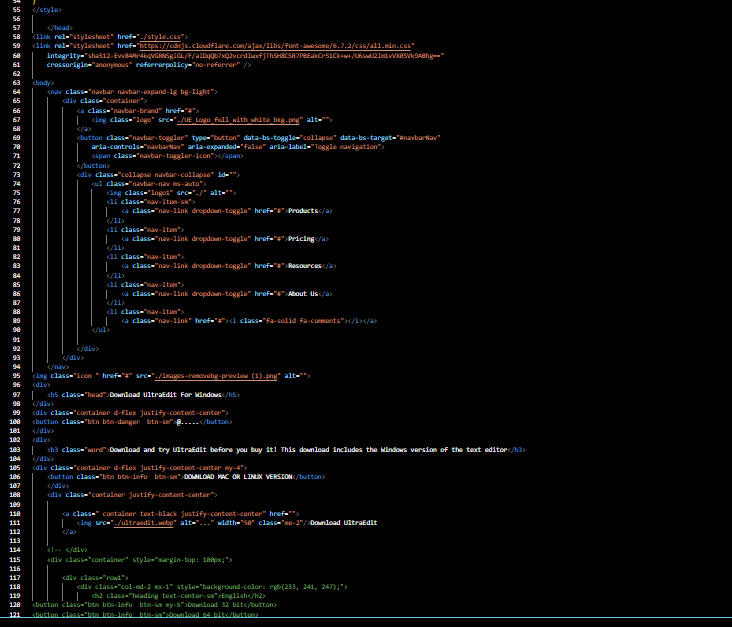 54 }
55 </style>
56
57 </head>
58 <link rel="stylesheet" href="./style.css">
59 <link rel="stylesheet" href="https://cdnjs.cloudflare.com/ajax/libs/font-awesome/6.7.2/css/all.min.css"
60 integrity="sha512-Evv84Mr4kqVGRNSgIGL/F/aIDqQb7xQ2vcrdIwxfjThSH8CSR7PBEakCr51Ck+w+/U6swU2Im1vVX0SVk9ABhg=="
61 crossorigin="anonymous" referrerpolicy="no-referrer" />
62
63 <body>
64 <nav class="navbar navbar-expand-lg bg-light">
65 <div class="container">
66 <a class="navbar-brand" href="#">
67 <img class="logo" src="./UE_Logo_full_with_white_bkg.png" alt="">
68 </a>
69 <button class="navbar-toggler" type="button" data-bs-toggle="collapse" data-bs-target="#navbarNav"
70 aria-controls="navbarNav" aria-expanded="false" aria-label="Toggle navigation">
71 <span class="navbar-toggler-icon"></span>
72 </button>
73 <div class="collapse navbar-collapse" id="">
74 <ul class="navbar-nav ms-auto">
75 <img class="logo1" src="./" alt="">
76 <li class="nav-item-sm">
77 <a class="nav-link dropdown-toggle" href="#">Products</a>
78 </li>
79 <li class="nav-item">
80 <a class="nav-link dropdown-toggle" href="#">Pricing</a>
81 </li>
82 <li class="nav-item">
83 <a class="nav-link dropdown-toggle" href="#">Resources</a>
84 </li>
85 <li class="nav-item">
86 <a class="nav-link dropdown-toggle" href="#">About Us</a>
87 </li>
88 <li class="nav-item">
89 <a class="nav-link" href="#"><i class="fa-solid fa-comments"></i></a>
90 </ul>
91
92 </div>
93 </div>
94 </nav>
95 <img class="icon " href="#" src="./images-removebg-preview (1).png" alt="">
96 <div>
97 <h5 class="head">Download UltraEdit For Windows</h5>
98 </div>
99 <div class="container d-flex justify-content-center">
100 <button class="btn btn-danger  btn-sm">@.....</button>
101 </div>
102 <div>
103 <h3 class="word">Download and try UltraEdit before you buy it! This download includes the Windows version of the text editor</h3>
104 </div>
105 <div class="container d-flex justify-content-center my-4">
106 <button class="btn btn-info  btn-sm">DOWNLOAD MAC OR LINUX VERSION</button>
107 </div>
108 <div class="container justify-content-center">
109
110 <a class=" container text-black justify-content-center" href="">
111 <img src="./ultraedit.webp" alt="..." width="50" class="me-2"/>Download UltraEdit
112 </a>
113
114 <!-- </div>
115 <div class="container" style="margin-top: 100px;">
116
117 <div class="row1">
118 <div class="col-md-2 mx-1" style="background-color: rgb(233, 241, 247);">
119 <h2 class="heading text-center-sm">English</h2>
120 <button class="btn btn-info  btn-sm my-6">Download 32 bit</button>
121 <button class="btn btn-info  btn-sm">Download 64 bit</button>